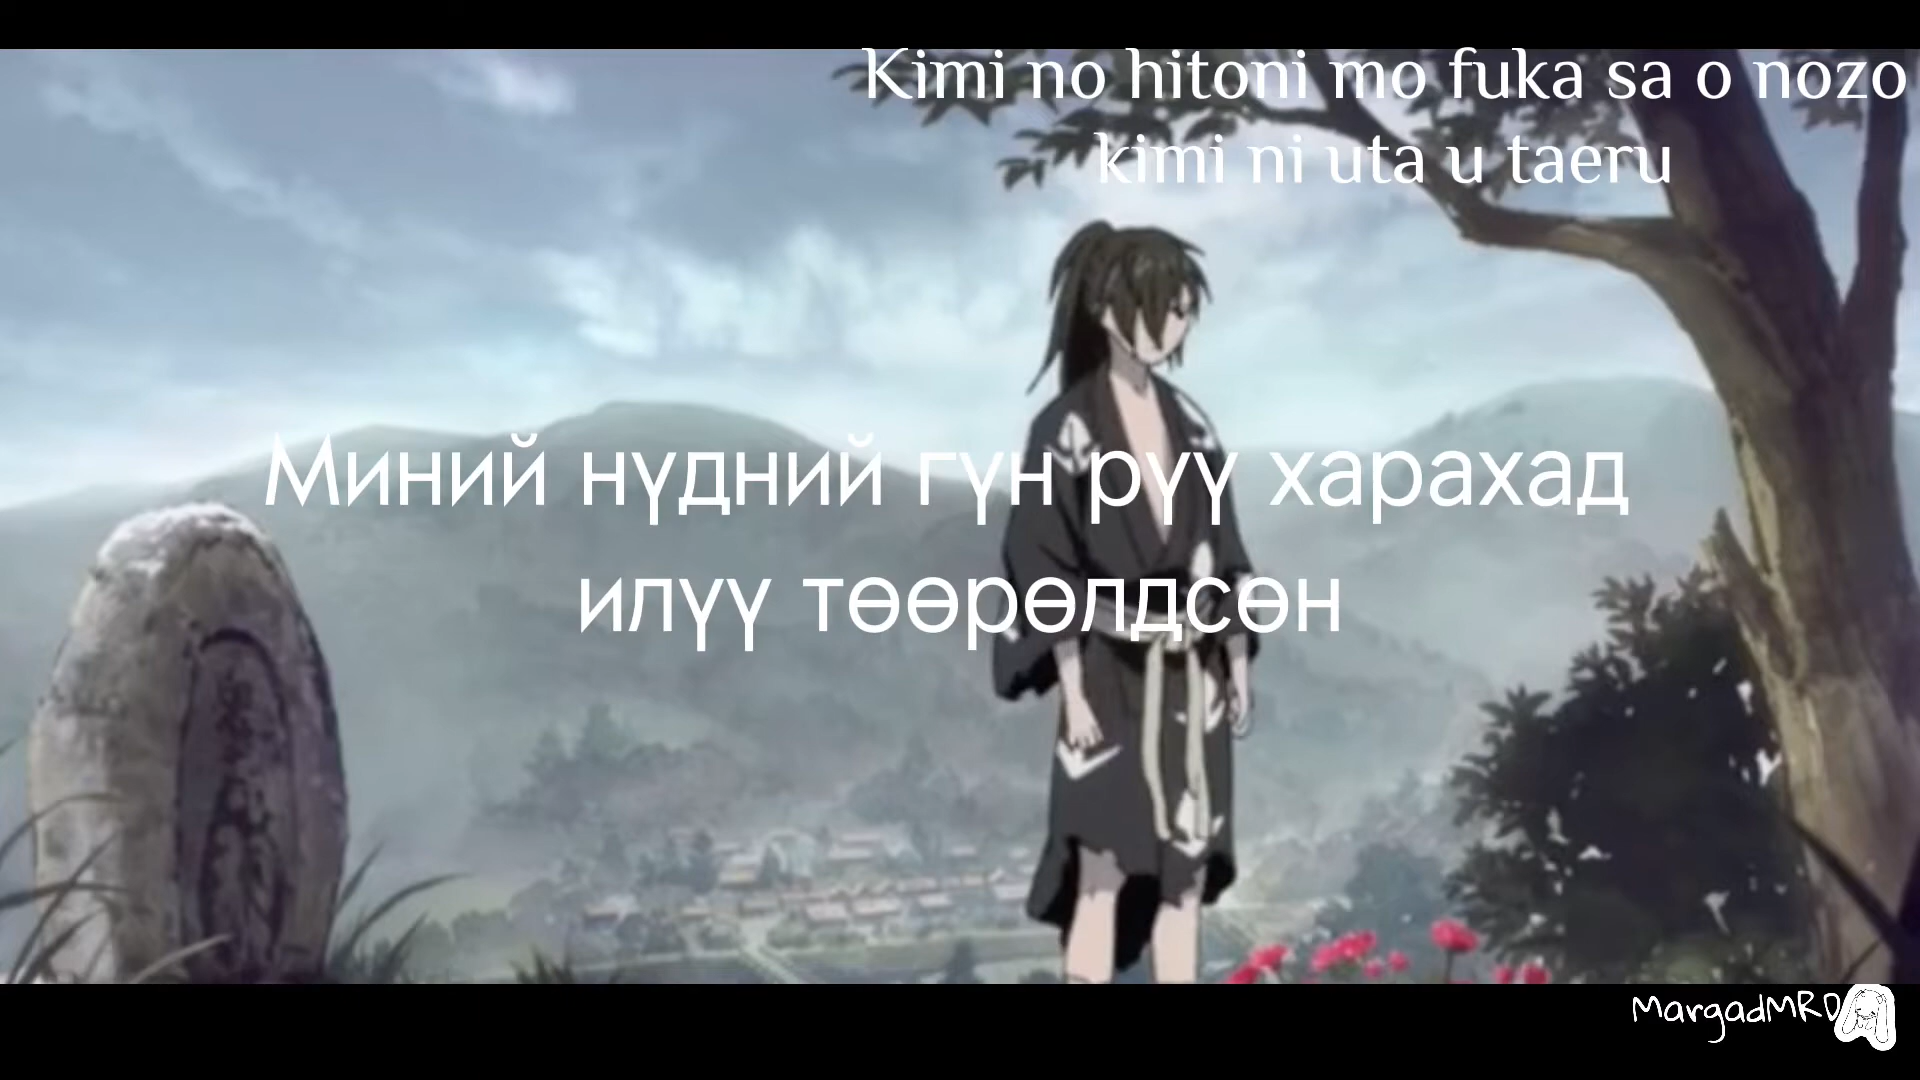 Kimi no hitoni mo fuka sa o nozo
kimi ni uta u taeru
Миний нүдний гүн рүү харахад
илүү төөрөлдсөн
MargadMRD